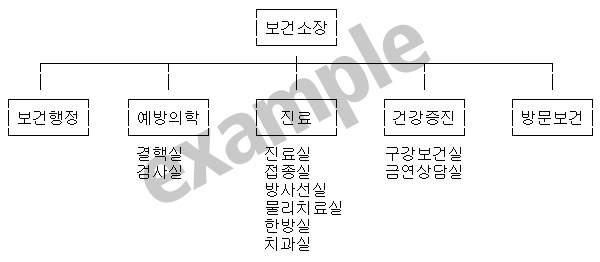 보건소장
보건행정
예방의학
진료
건강증진
방문보건
결핵실
검사실
진료실
접종실
방사선실
물리치료실
한방실
치과실
구강보건실
금연상담실
example